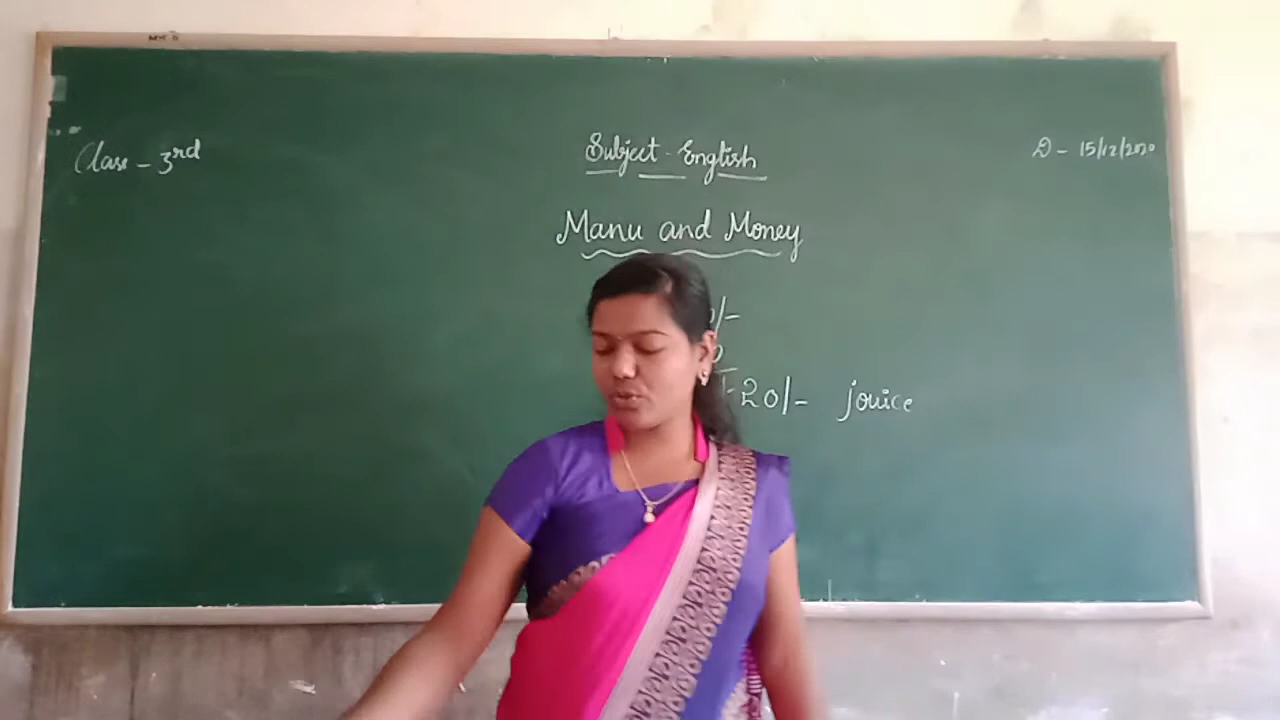 Class - 3rd
Subject - English
D - 15/12/2020
Manu and Money
/-
20/- jouice